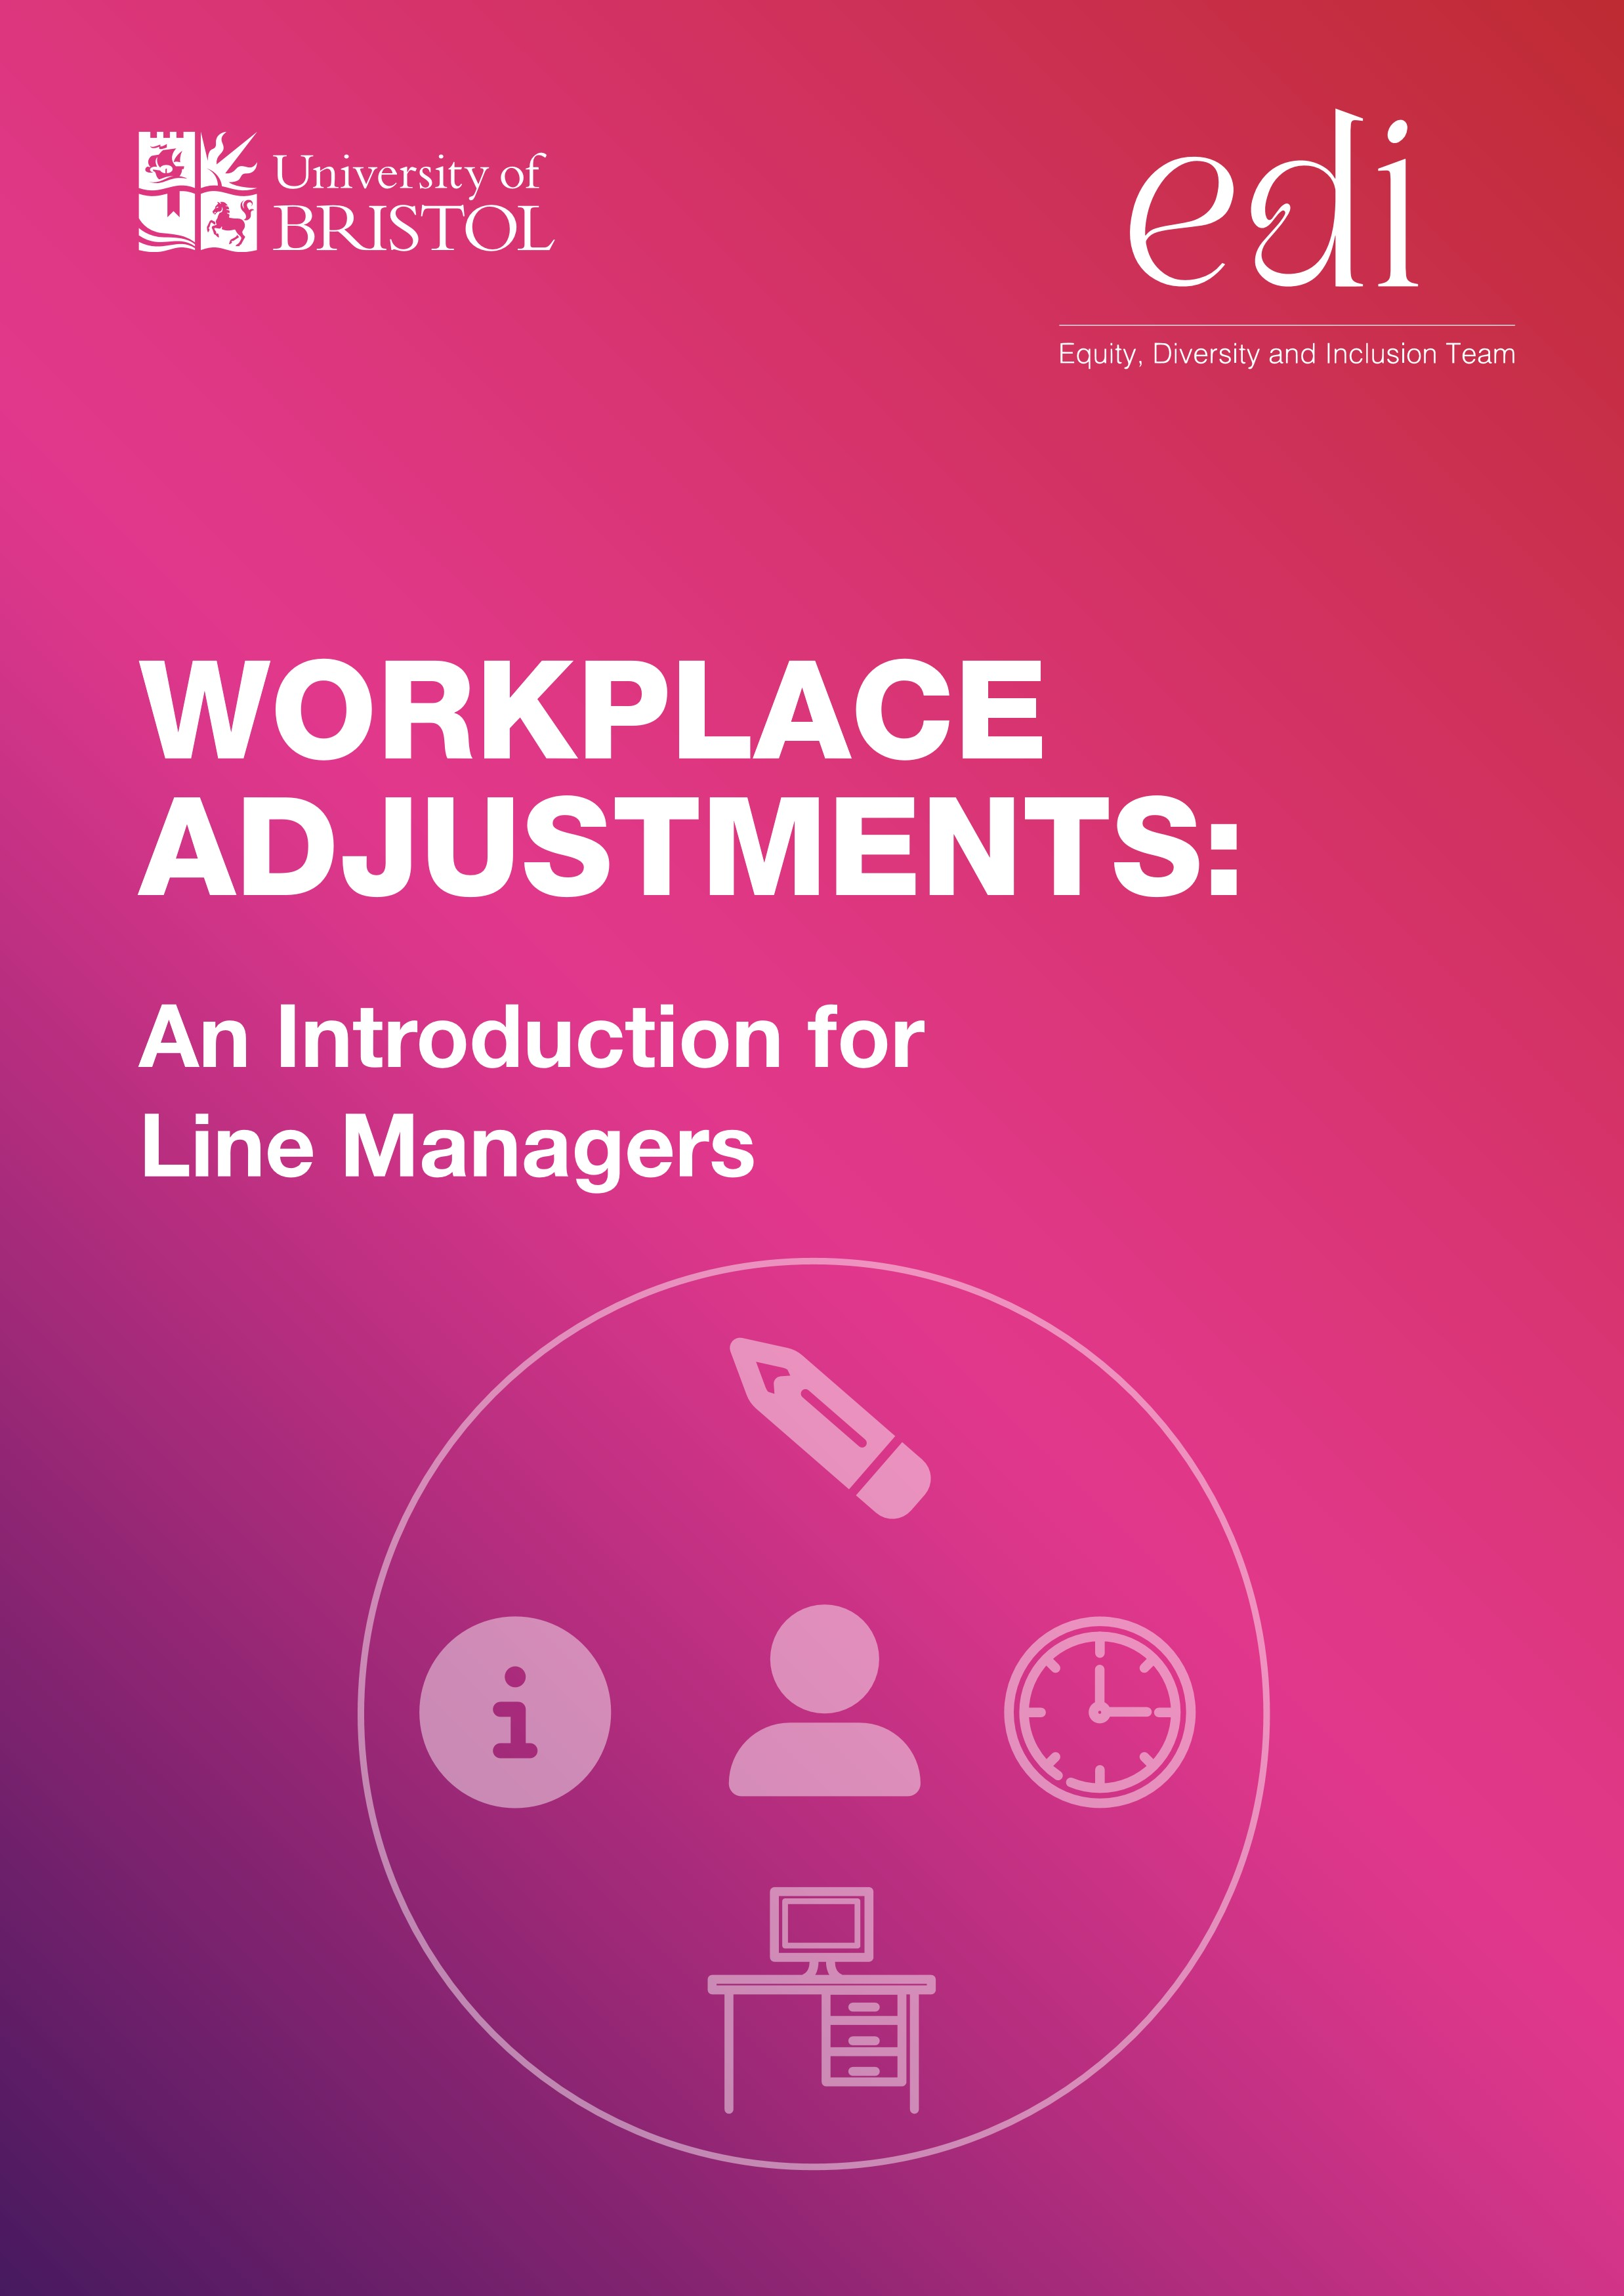 University of
BRISTOL
edi
Equity, Diversity and Inclusion Team
WORKPLACE
ADJUSTMENTS:
An Introduction for
Line Managers
i